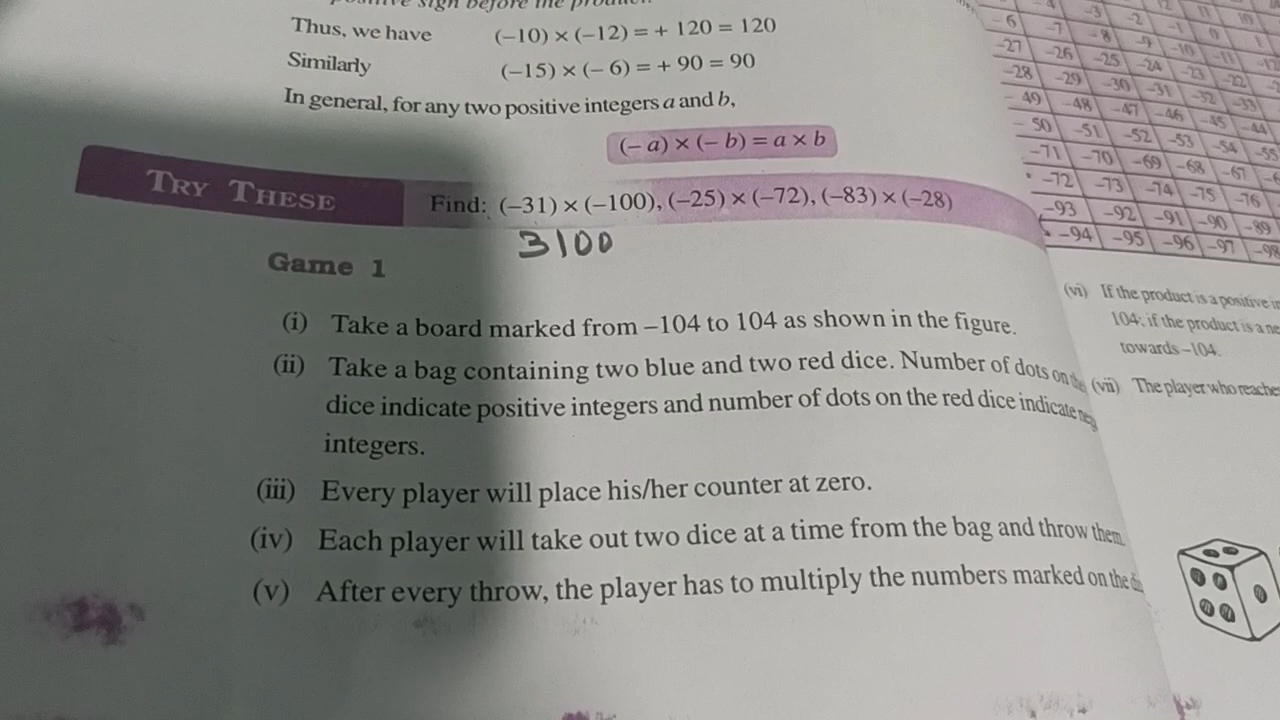 Thus, we have (−10) × (−12) = + 120 = 120
Similarly (−15) × (− 6) = + 90 = 90
In general, for any two positive integers a and b,
(− a) × (− b) = a × b
TRY THESE
Find: (−31) × (−100), (−25) × (−72), (−83) × (−28)
3100
Game 1
(i) Take a board marked from −104 to 104 as shown in the figure.
(ii) Take a bag containing two blue and two red dice. Number of dots on the
dice indicate positive integers and number of dots on the red dice indicate
integers.
(iii) Every player will place his/her counter at zero.
(iv) Each player will take out two dice at a time from the bag and throw them.
(v) After every throw, the player has to multiply the numbers marked on the
-27 -26 -25 -24 -23 -22
-28 -29 -30 -31 -32 -33
-49 -48 -47 -46 -45 -44
-50 -51 -52 -53 -54 -55
-71 -70 -69 -68 -67
-72 -73 -74 -75 -76
-93 -92 -91 -90 -89
-94 -95 -96 -97 -98
(vi) If the product is a positive
104; if the product is a
towards −104.
(vii) The player who